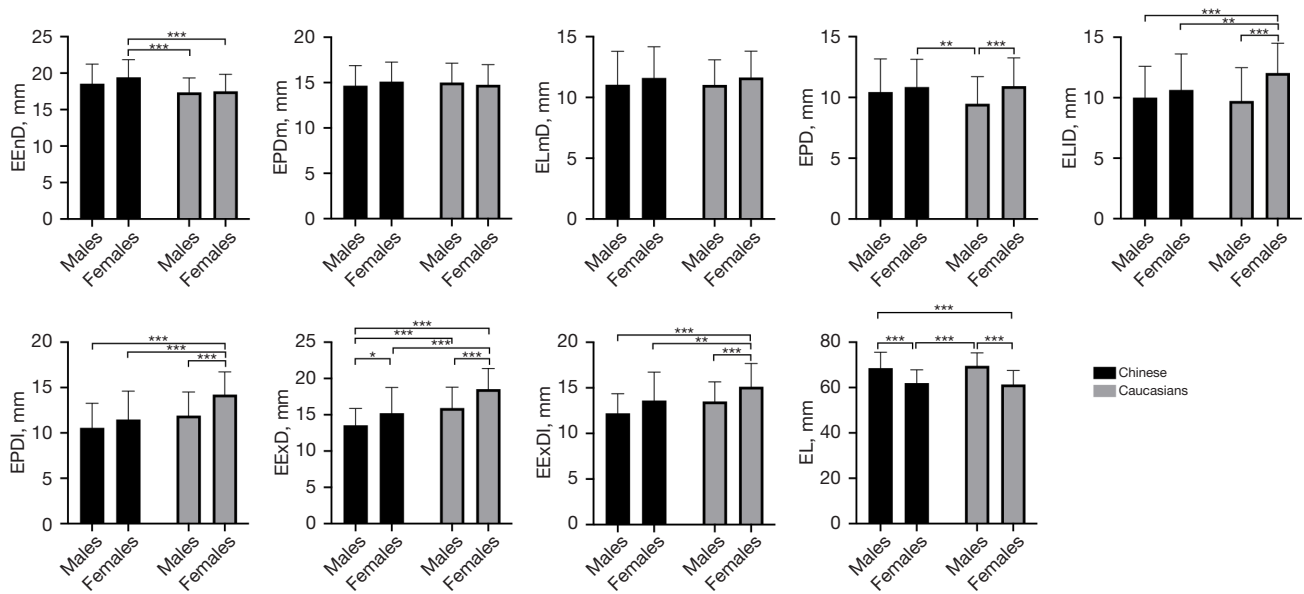 EEnD, mm
25
20
15
10
5
0
***
***
Males
Females
Males
Females
EPDm, mm
20
15
10
5
0
Males
Females
Males
Females
ELmD, mm
15
10
5
0
Males
Females
Males
Females
EPD, mm
15
10
5
0
**
***
Males
Females
Males
Females
ELlD, mm
15
10
5
0
***
**
***
Males
Females
Males
Females
EPDl, mm
20
15
10
5
0
***
***
***
Males
Females
Males
Females
EExD, mm
25
20
15
10
5
0
***
***
***
*
***
Males
Females
Males
Females
EExDl, mm
20
15
10
5
0
***
**
***
Males
Females
Males
Females
EL, mm
80
60
40
20
0
***
***
***
***
Males
Females
Males
Females
Chinese
Caucasians